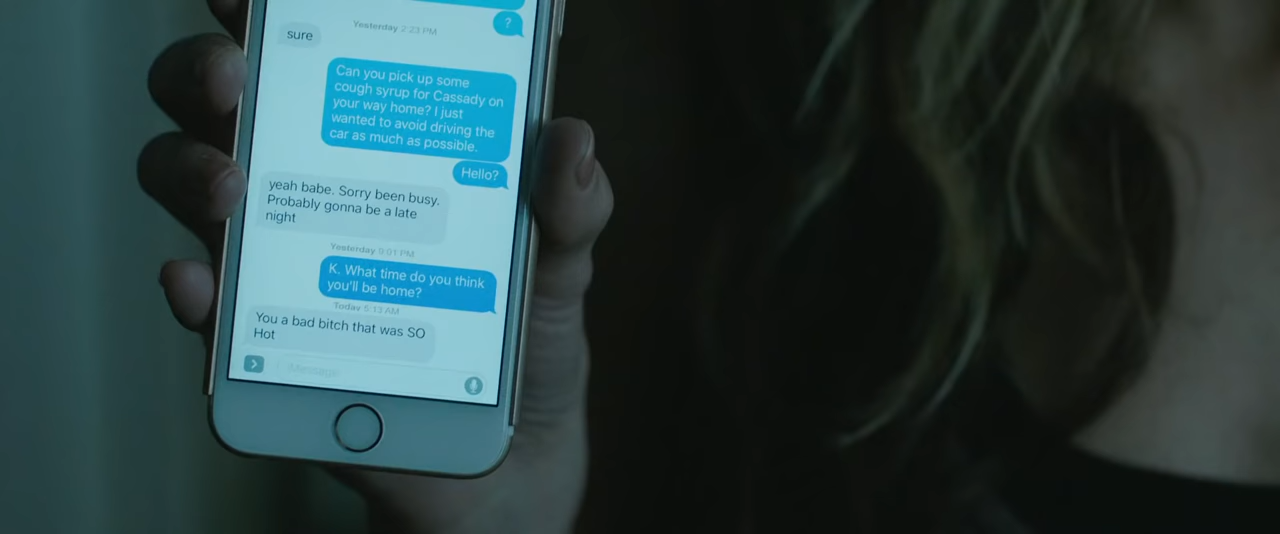 ?
Yesterday 2:23 PM
sure
Can you pick up some
cough syrup for Cassady on
your way home? I just
wanted to avoid driving the
car as much as possible.
Hello?
yeah babe. Sorry been busy.
Probably gonna be a late
night
Yesterday 9:01 PM
K. What time do you think
you'll be home?
Today 5:13 AM
You a bad bitch that was SO
Hot
Message